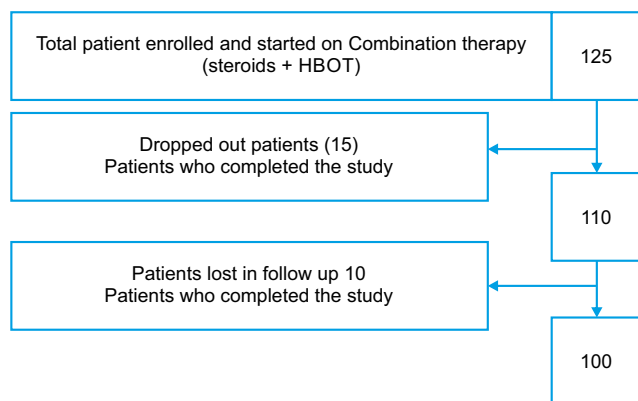 Total patient enrolled and started on Combination therapy
(steroids + HBOT)
125
Dropped out patients (15)
Patients who completed the study
110
Patients lost in follow up 10
Patients who completed the study
100